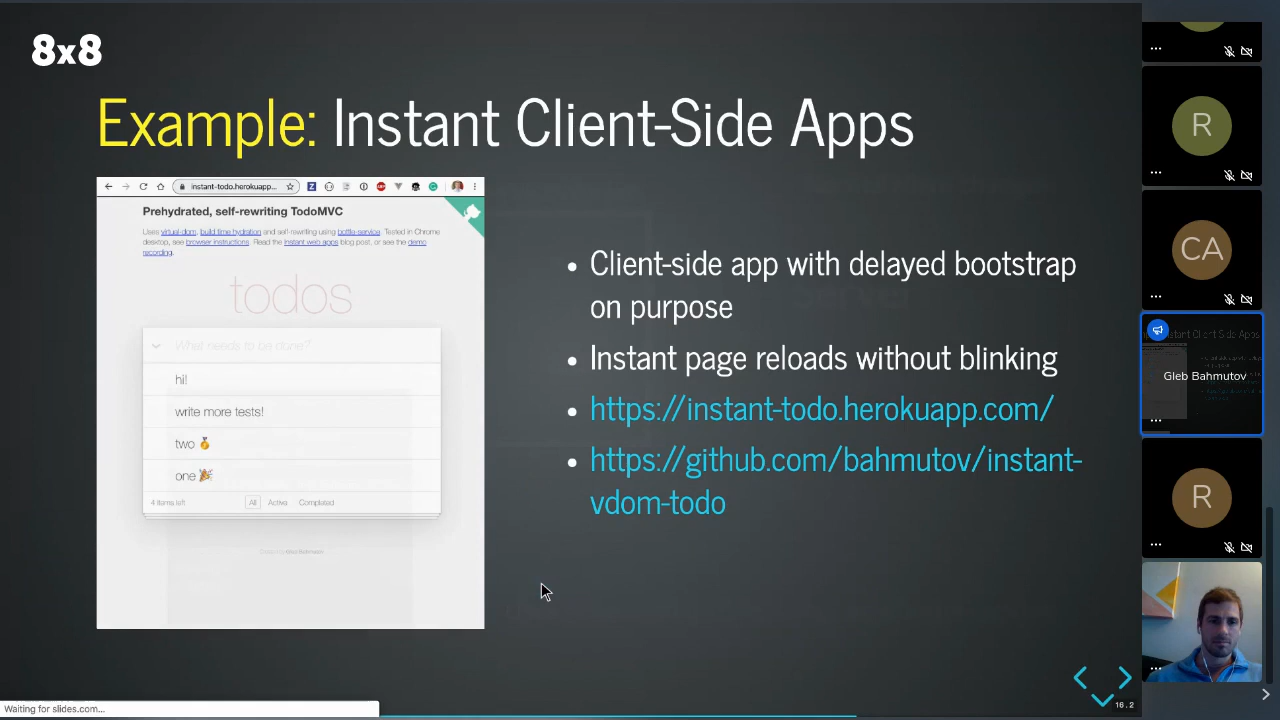 8x8
Example: Instant Client-Side Apps
instant-todo.herokuapp...
Prehydrated, self-rewriting TodoMVC
Uses virtual-dom, build time hydration and self-rewriting using bottle-service. Tested in Chrome
desktop, see browser instructions. Read the instant web apps blog post, or see the demo
recording.
todos
What needs to be done?
hi!
write more tests!
two
one
4 items left
All
Active
Completed
Client-side app with delayed bootstrap
on purpose
Instant page reloads without blinking
https://instant-todo.herokuapp.com/
https://github.com/bahmutov/instant-
vdom-todo
16.2
Waiting for slides.com...
R
CA
Gleb Bahmutov
R